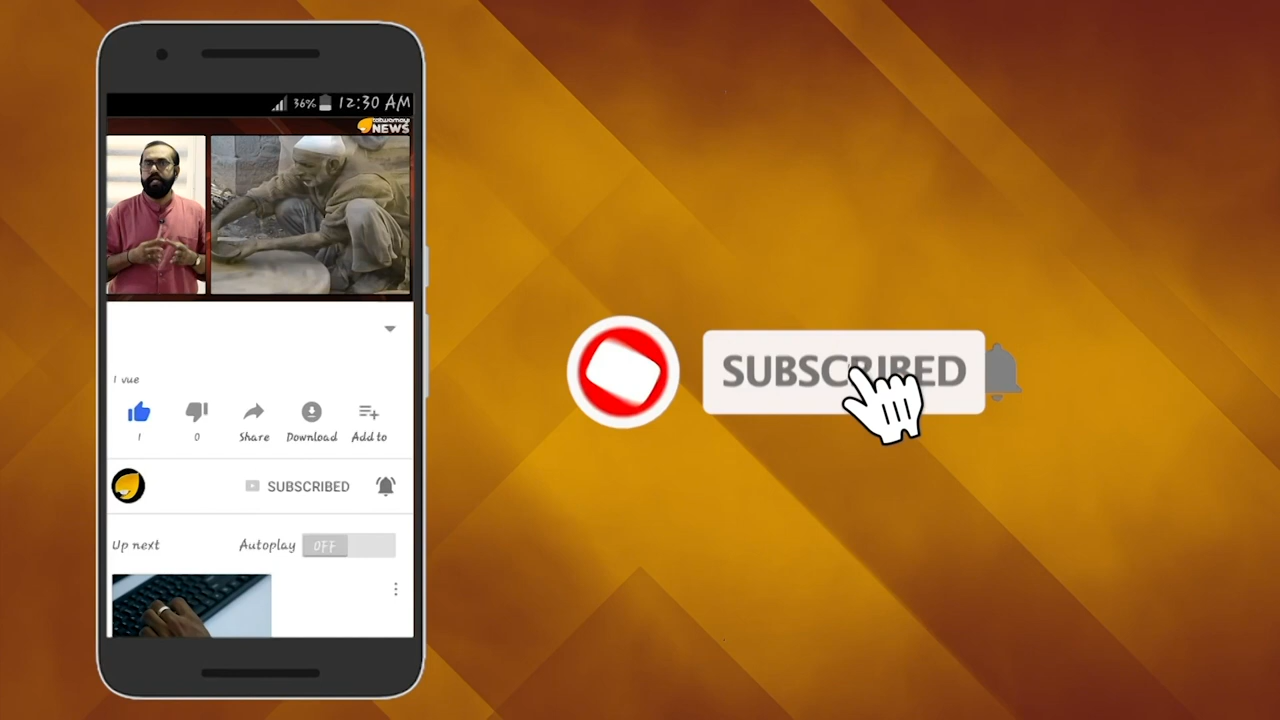 36% 12:30 AM
tatwamayi
NEWS
1 vue
1
0
Share
Download
Add to
SUBSCRIBED
Up next
Autoplay
OFF
SUBSCRIBED